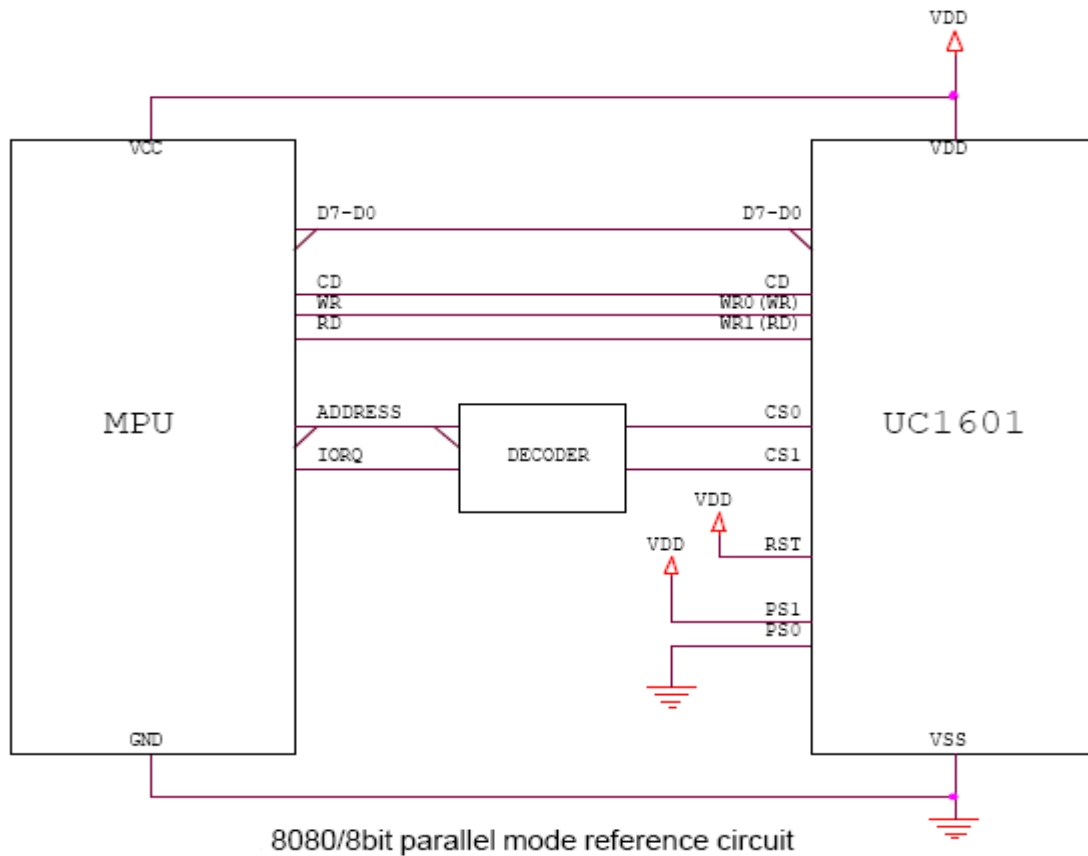 VDD
VCC VDD
D7-D0 D7-D0
CD CD
WR WR0(WR)
RD WR1(RD)
ADDRESS CS0
MPU UC1601
IORQ DECODER CS1
VDD
VDD RST
PS1
PS0
GND VSS
8080/8bit parallel mode reference circuit